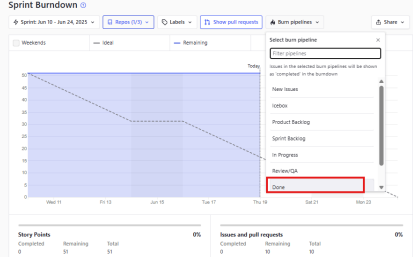 Sprint Burndown
Sprint: Jun 10 - Jun 24, 2025
Repos (1/3)
Labels
Show pull requests
Burn pipelines
Share
Weekends
Ideal
Remaining
Select burn pipeline
Filter pipelines
Issues in the selected burn pipelines will be shown
as 'completed' in the burndown
New Issues
Icebox
Product Backlog
Sprint Backlog
In Progress
Review/QA
Done
Today
50
45
40
35
30
25
20
15
10
5
0
Wed 11
Fri 13
Jun 15
Tue 17
Thu 19
Sat 21
Mon 23
Story Points
0%
Completed
Remaining
Total
0
51
51
Issues and pull requests
0%
Completed
Remaining
Total
0
10
10